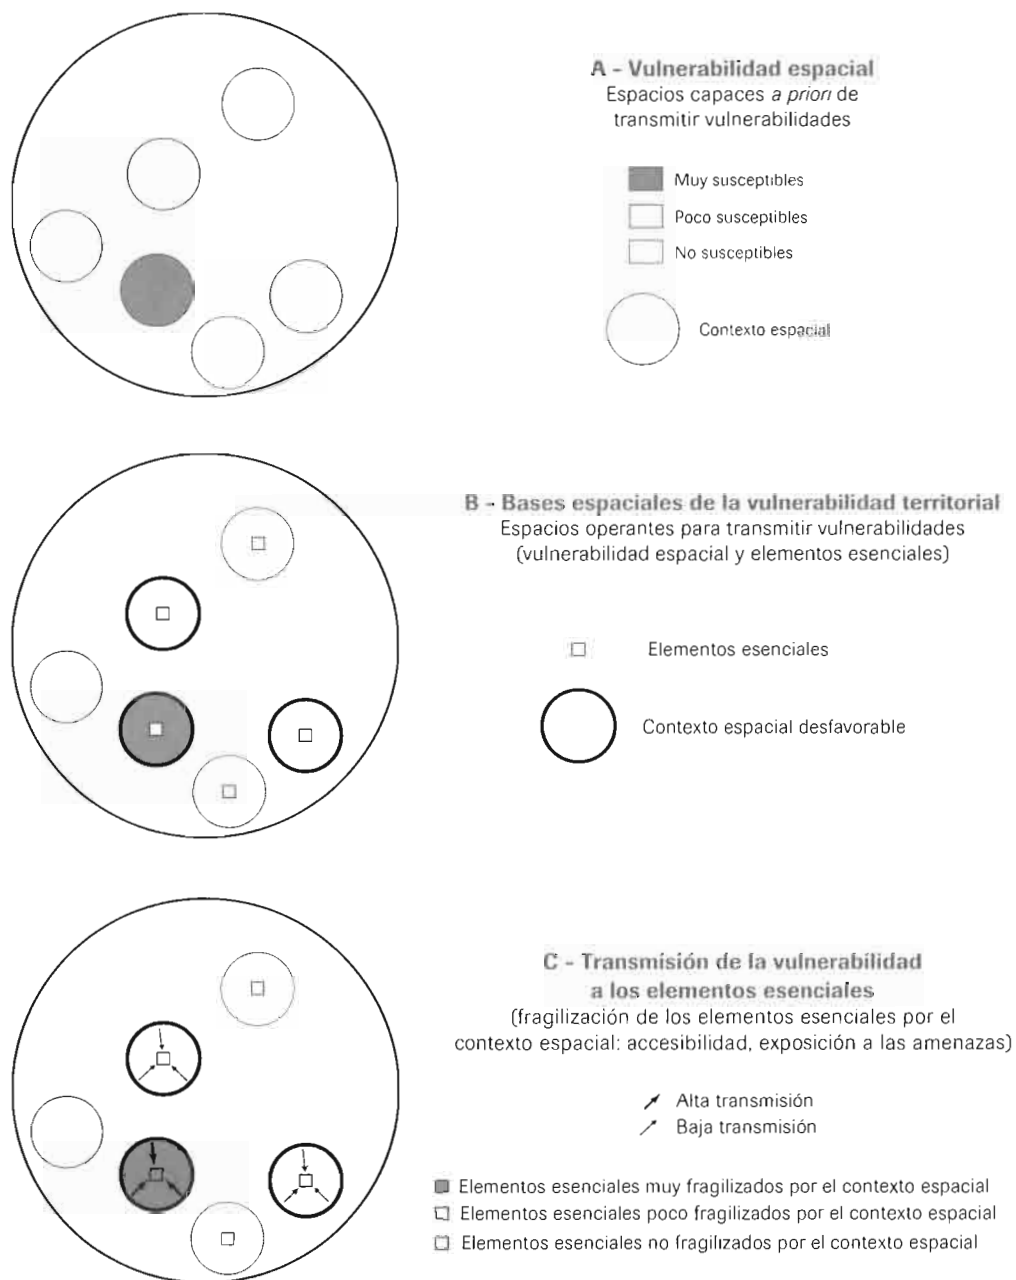 A - Vulnerabilidad espacial
Espacios capaces a priori de
transmitir vulnerabilidades
Muy susceptibles
Poco susceptibles
No susceptibles
Contexto espacial
B - Bases espaciales de la vulnerabilidad territorial
Espacios operantes para transmitir vulnerabilidades
(vulnerabilidad espacial y elementos esenciales)
Elementos esenciales
Contexto espacial desfavorable
C - Transmisión de la vulnerabilidad
a los elementos esenciales
(fragilización de los elementos esenciales por el
contexto espacial: accesibilidad, exposición a las amenazas)
Alta transmisión
Baja transmisión
Elementos esenciales muy fragilizados por el contexto espacial
Elementos esenciales poco fragilizados por el contexto espacial
Elementos esenciales no fragilizados por el contexto espacial